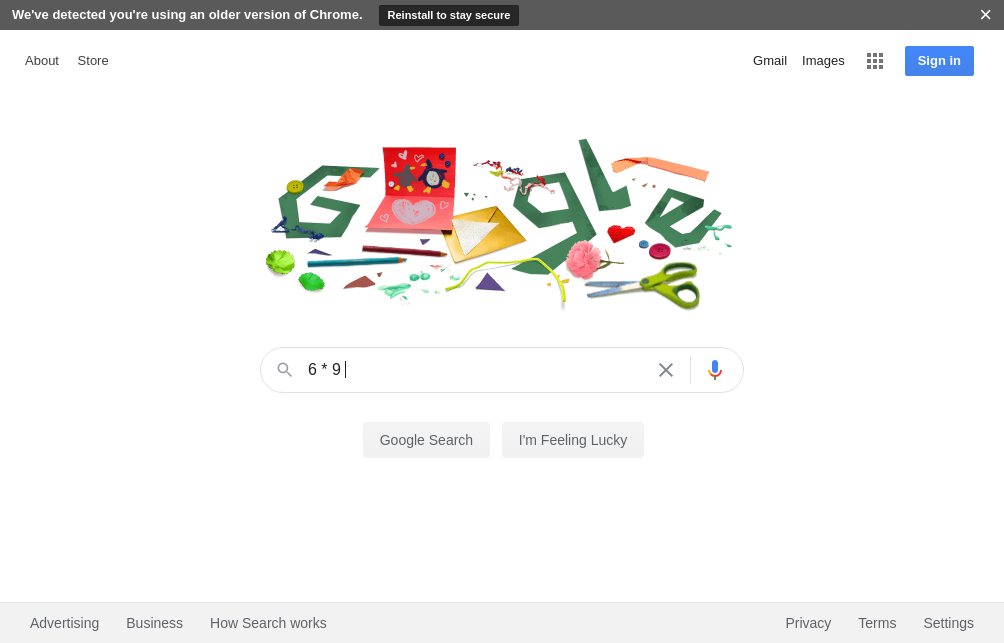 We've detected you're using an older version of Chrome. Reinstall to stay secure
About Store Gmail Images Sign in
6 * 9
Google Search I'm Feeling Lucky
Advertising Business How Search works Privacy Terms Settings